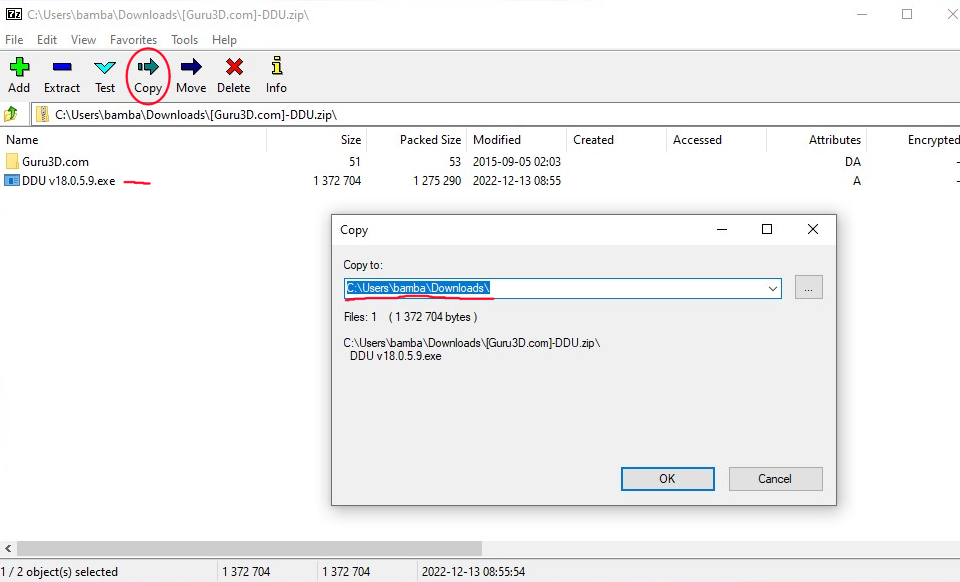 7z C:\Users\bamba\Downloads\[Guru3D.com]-DDU.zip\
File Edit View Favorites Tools Help
Add Extract Test Copy Move Delete Info
C:\Users\bamba\Downloads\[Guru3D.com]-DDU.zip\
Name Size Packed Size Modified Created Accessed Attributes Encrypted
Guru3D.com 51 53 2015-09-05 02:03 DA -
DDU v18.0.5.9.exe 1 372 704 1 275 290 2022-12-13 08:55 A -
Copy
Copy to:
C:\Users\bamba\Downloads\
...
Files: 1 ( 1 372 704 bytes )
C:\Users\bamba\Downloads\[Guru3D.com]-DDU.zip\
DDU v18.0.5.9.exe
OK Cancel
1 / 2 object(s) selected 1 372 704 1 372 704 2022-12-13 08:55:54